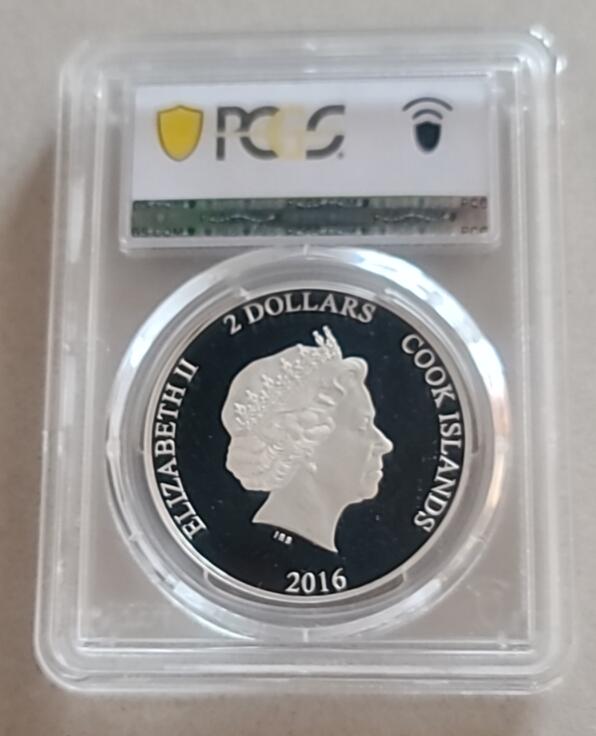 PCGS
2 DOLLARS
ELIZABETH II
COOK ISLANDS
IRB
2016